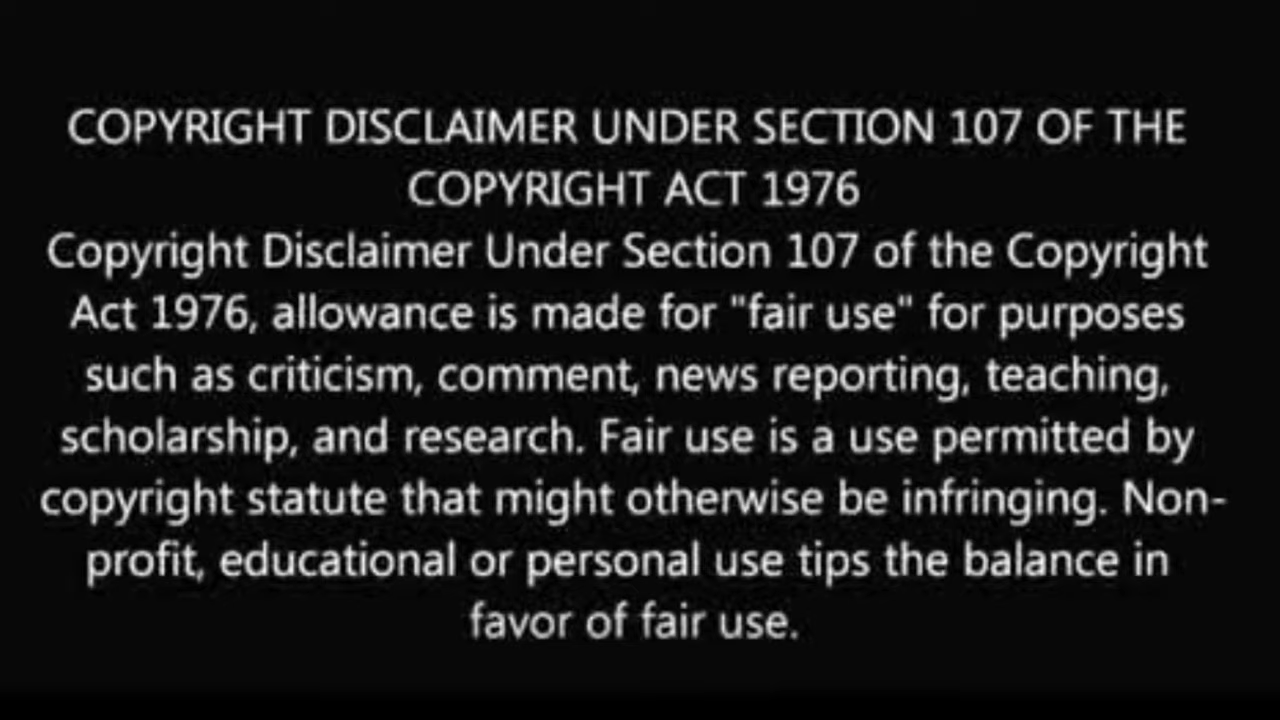 COPYRIGHT DISCLAIMER UNDER SECTION 107 OF THE
COPYRIGHT ACT 1976
Copyright Disclaimer Under Section 107 of the Copyright
Act 1976, allowance is made for "fair use" for purposes
such as criticism, comment, news reporting, teaching,
scholarship, and research. Fair use is a use permitted by
copyright statute that might otherwise be infringing. Non-
profit, educational or personal use tips the balance in
favor of fair use.